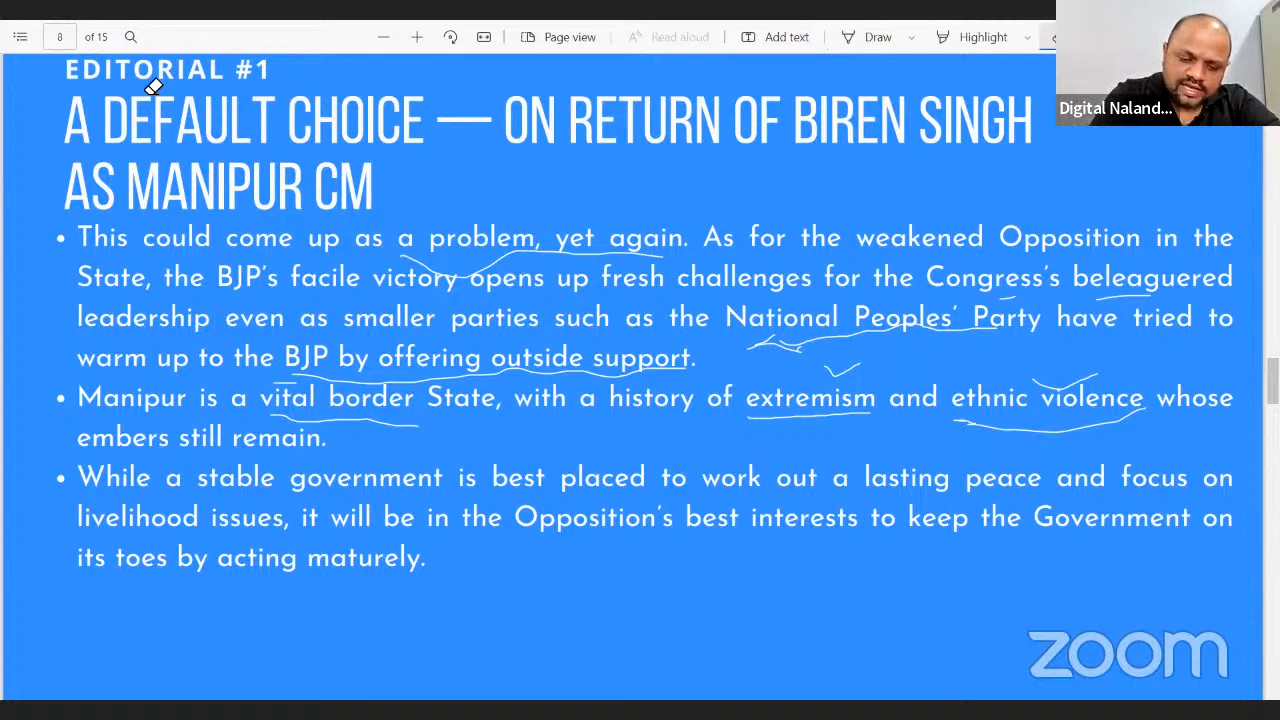 8 of 15 Page view Read aloud Add text Draw Highlight
Digital Naland...
EDITORIAL #1
A DEFAULT CHOICE — ON RETURN OF BIREN SINGH
AS MANIPUR CM
• This could come up as a problem, yet again. As for the weakened Opposition in the
State, the BJP's facile victory opens up fresh challenges for the Congress's beleaguered
leadership even as smaller parties such as the National Peoples' Party have tried to
warm up to the BJP by offering outside support.
• Manipur is a vital border State, with a history of extremism and ethnic violence whose
embers still remain.
• While a stable government is best placed to work out a lasting peace and focus on
livelihood issues, it will be in the Opposition's best interests to keep the Government on
its toes by acting maturely.
zoom